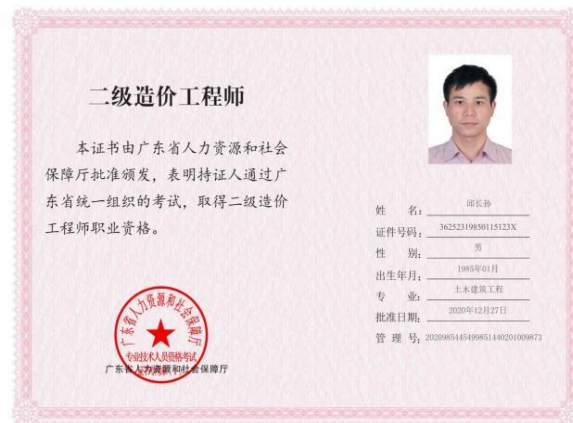 二级造价工程师
本证书由广东省人力资源和社会
保障厅批准颁发，表明持证人通过广
东省统一组织的考试，取得二级造价
工程师职业资格。
广东省人力资源和社会保障厅
专业技术人员资格考试
广东省人力资源和社会保障厅
姓 名：邱长孙
证件号码：36252319850115123X
性 别：男
出生年月：1985年01月
专 业：土木建筑工程
批准日期：2020年12月27日
管 理 号：